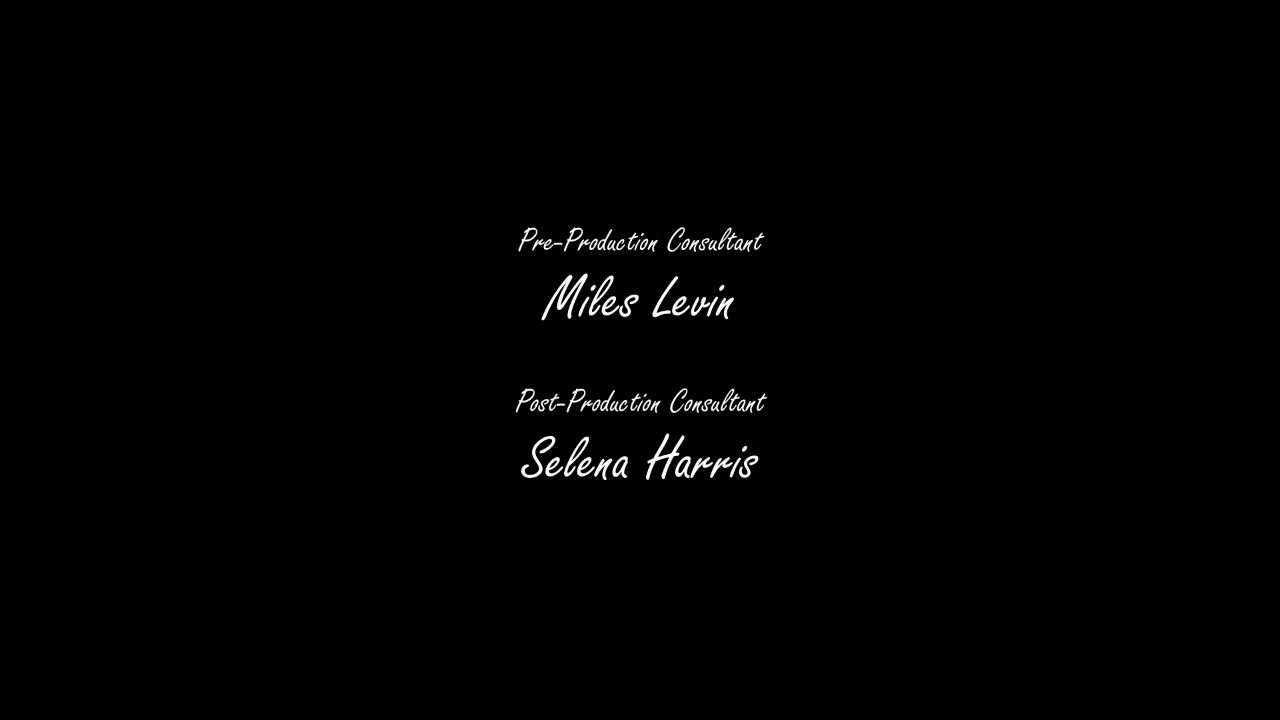 Pre-Production Consultant
Miles Levin
Post-Production Consultant
Selena Harris